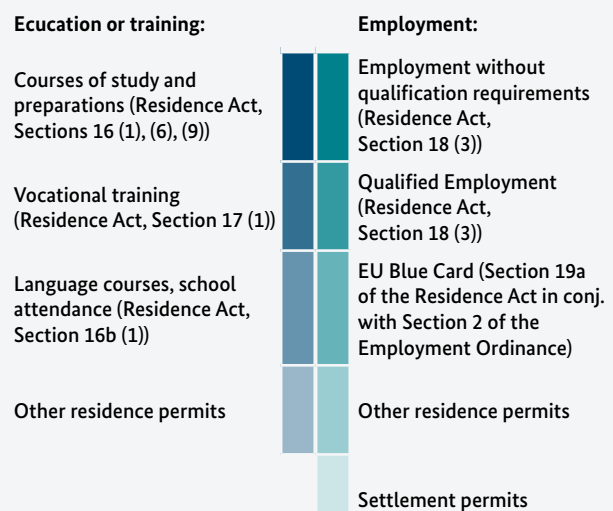 Ecucation or training:
Courses of study and
preparations (Residence Act,
Sections 16 (1), (6), (9))
Vocational training
(Residence Act, Section 17 (1))
Language courses, school
attendance (Residence Act,
Section 16b (1))
Other residence permits
Employment:
Employment without
qualification requirements
(Residence Act,
Section 18 (3))
Qualified Employment
(Residence Act,
Section 18 (3))
EU Blue Card (Section 19a
of the Residence Act in conj.
with Section 2 of the
Employment Ordinance)
Other residence permits
Settlement permits